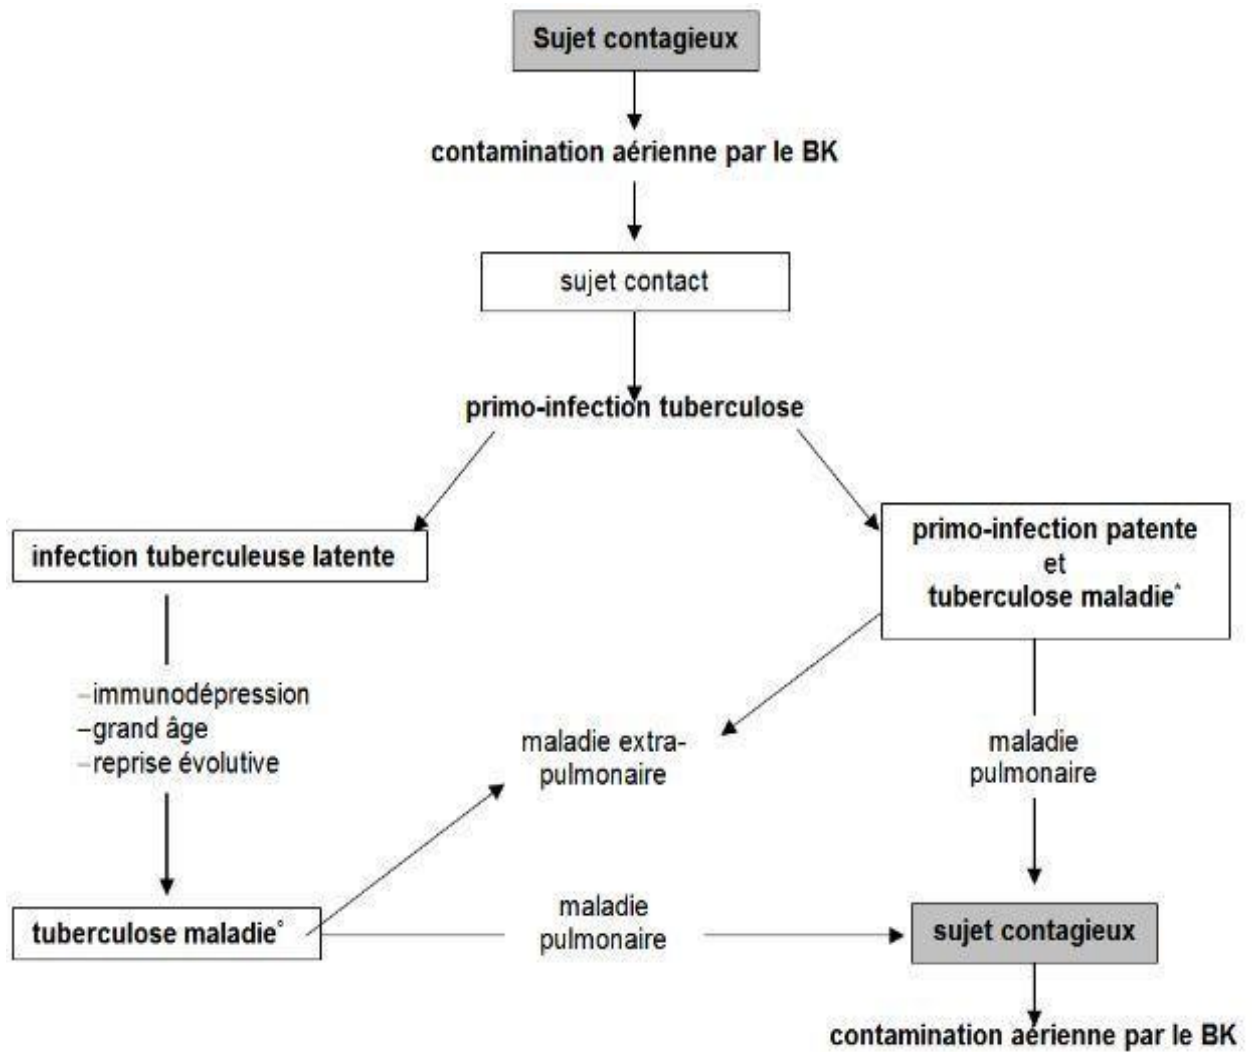 Sujet contagieux
contamination aérienne par le BK
sujet contact
primo-infection tuberculose
infection tuberculeuse latente
primo-infection patente
et
tuberculose maladie*
–immunodépression
–grand âge
–reprise évolutive
maladie extra-
pulmonaire
maladie
pulmonaire
tuberculose maladie°
maladie
pulmonaire
sujet contagieux
contamination aérienne par le BK